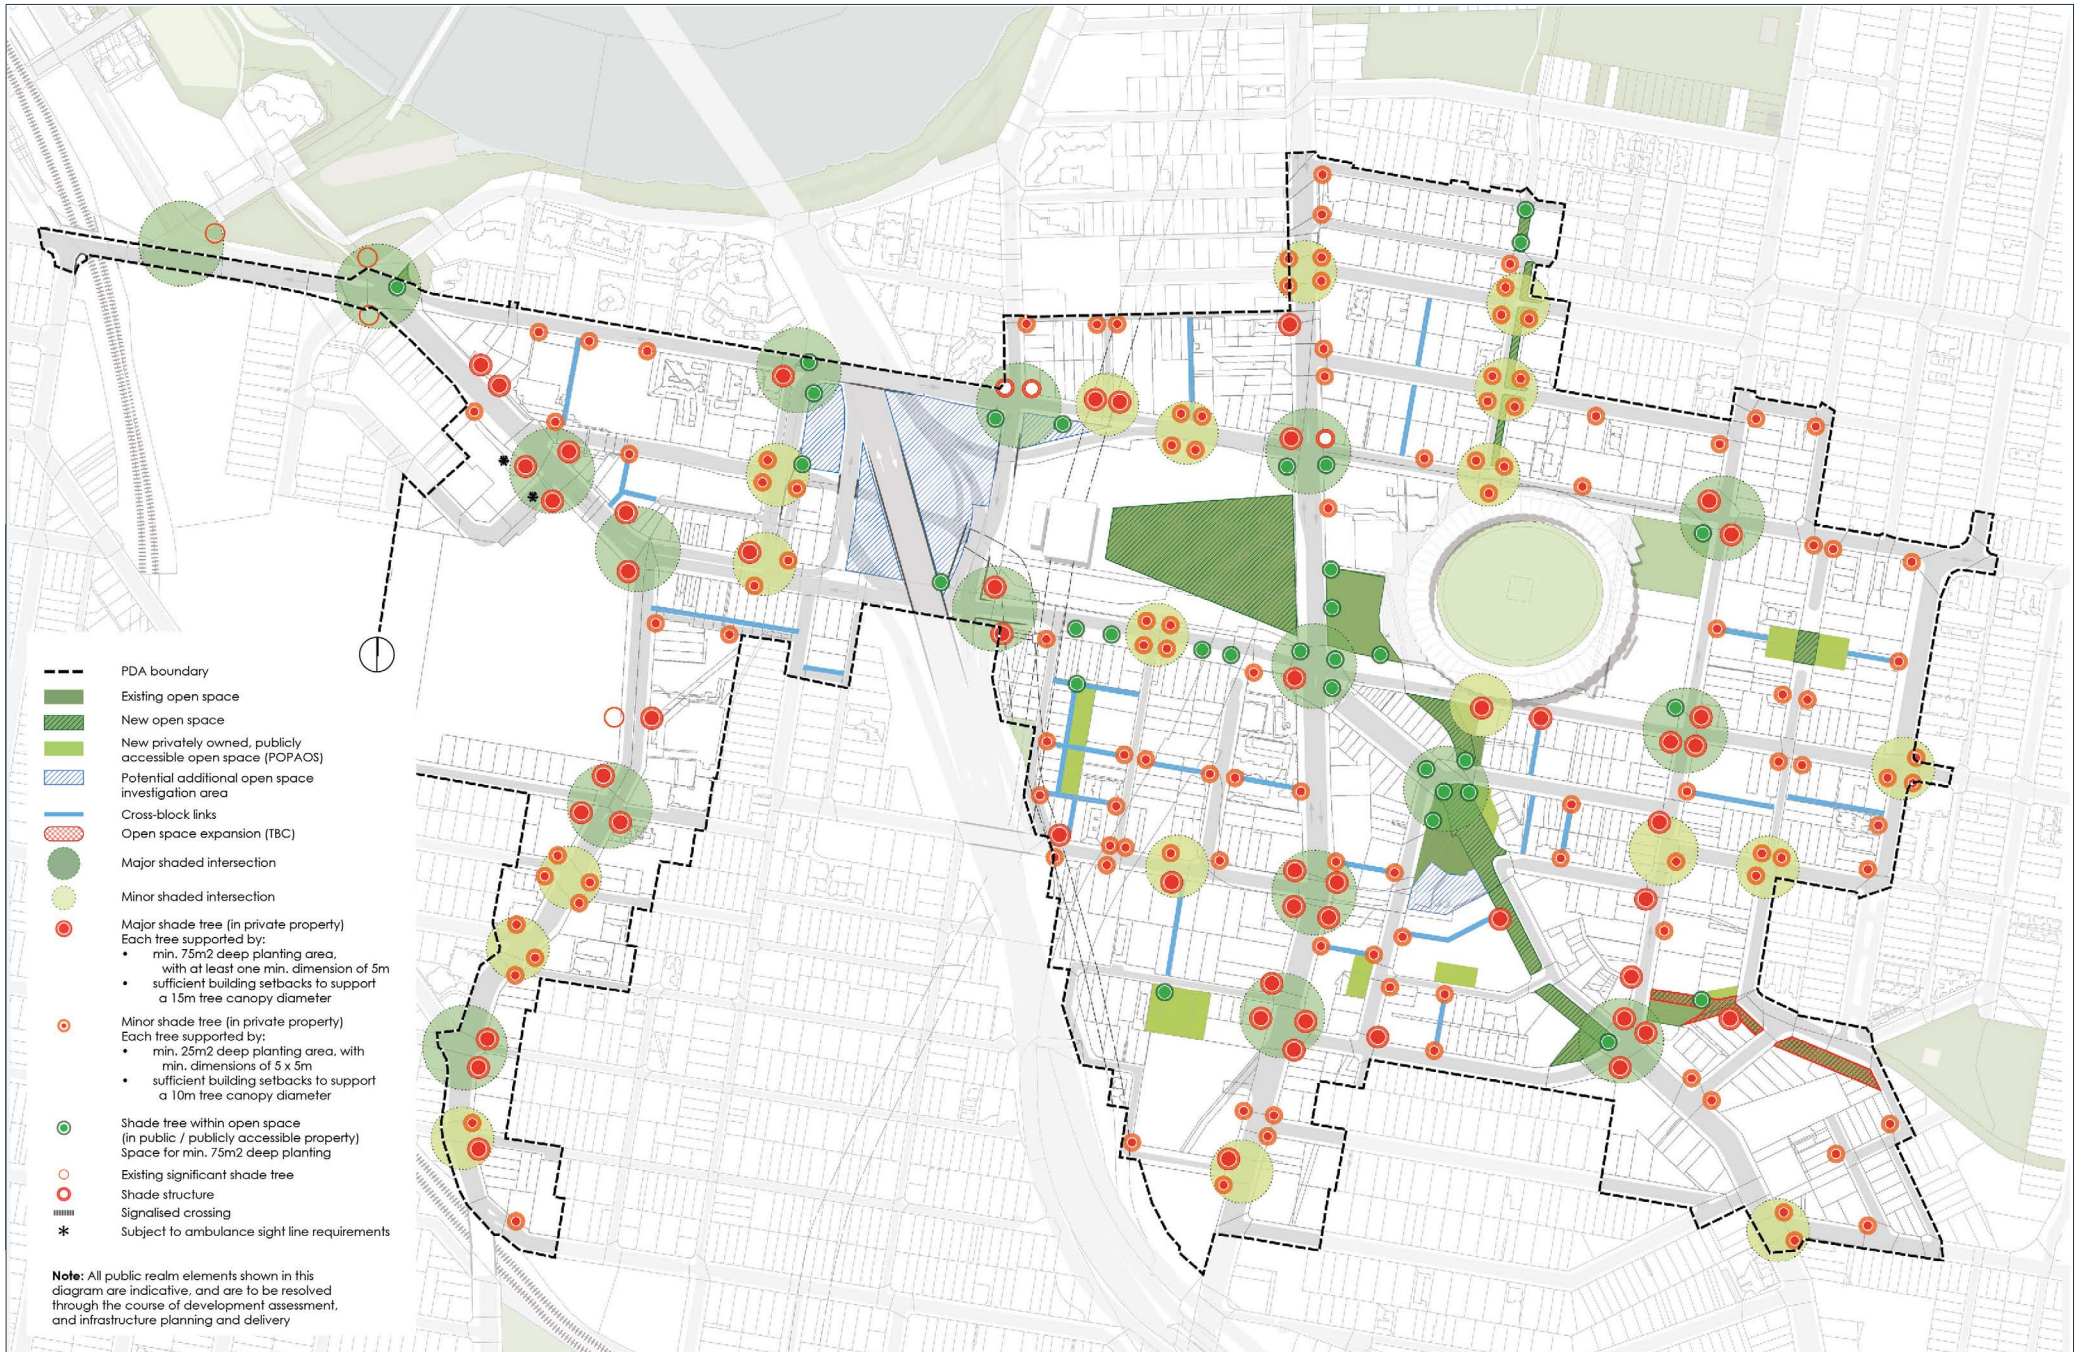 PDA boundary
Existing open space
New open space
New privately owned, publicly
accessible open space (POPAOS)
Potential additional open space
investigation area
Cross-block links
Open space expansion (TBC)
Major shaded intersection
Minor shaded intersection
Major shade tree (in private property)
Each tree supported by:
• min. 75m2 deep planting area,
with at least one min. dimension of 5m
• sufficient building setbacks to support
a 15m tree canopy diameter
Minor shade tree (in private property)
Each tree supported by:
• min. 25m2 deep planting area, with
min. dimensions of 5 x 5m
• sufficient building setbacks to support
a 10m tree canopy diameter
Shade tree within open space
(in public / publicly accessible property)
Space for min. 75m2 deep planting
Existing significant shade tree
Shade structure
Signalised crossing
* Subject to ambulance sight line requirements
Note: All public realm elements shown in this
diagram are indicative, and are to be resolved
through the course of development assessment,
and infrastructure planning and delivery